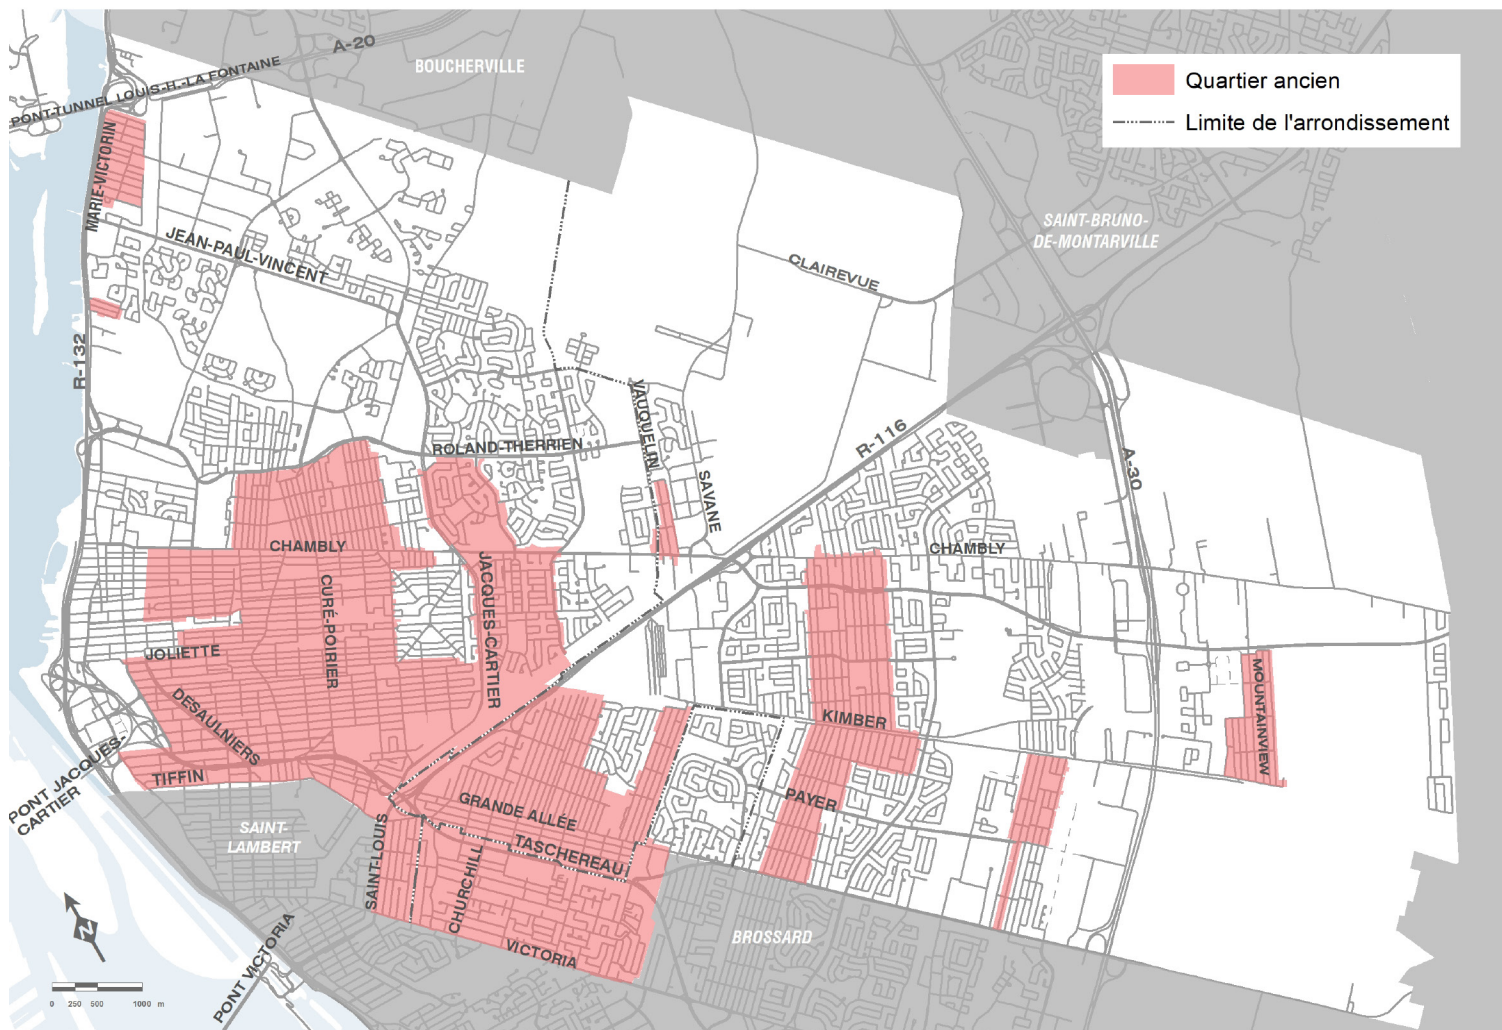 A-20
BOUCHERVILLE
PONT-TUNNEL LOUIS-H.-LA FONTAINE
Quartier ancien
Limite de l'arrondissement
MARIE-VICTORIN
JEAN-PAUL-VINCENT
SAINT-BRUNO-
DE-MONTARVILLE
CLAIREVUE
R-132
VAUQUELIN
ROLAND-THERRIEN
R-116
SAVANE
A-30
CHAMBLY
CHAMBLY
JACQUES-CARTIER
CURÉ-POIRIER
JOLIETTE
DESAULNIERS
MOUNTAINVIEW
KIMBER
TIFFIN
PONT JACQUES-
CARTIER
PAYER
GRANDE ALLÉE
SAINT-
LAMBERT
SAINT-LOUIS
TASCHEREAU
CHURCHILL
VICTORIA
BROSSARD
PONT VICTORIA
N
0 250 500 1000 m